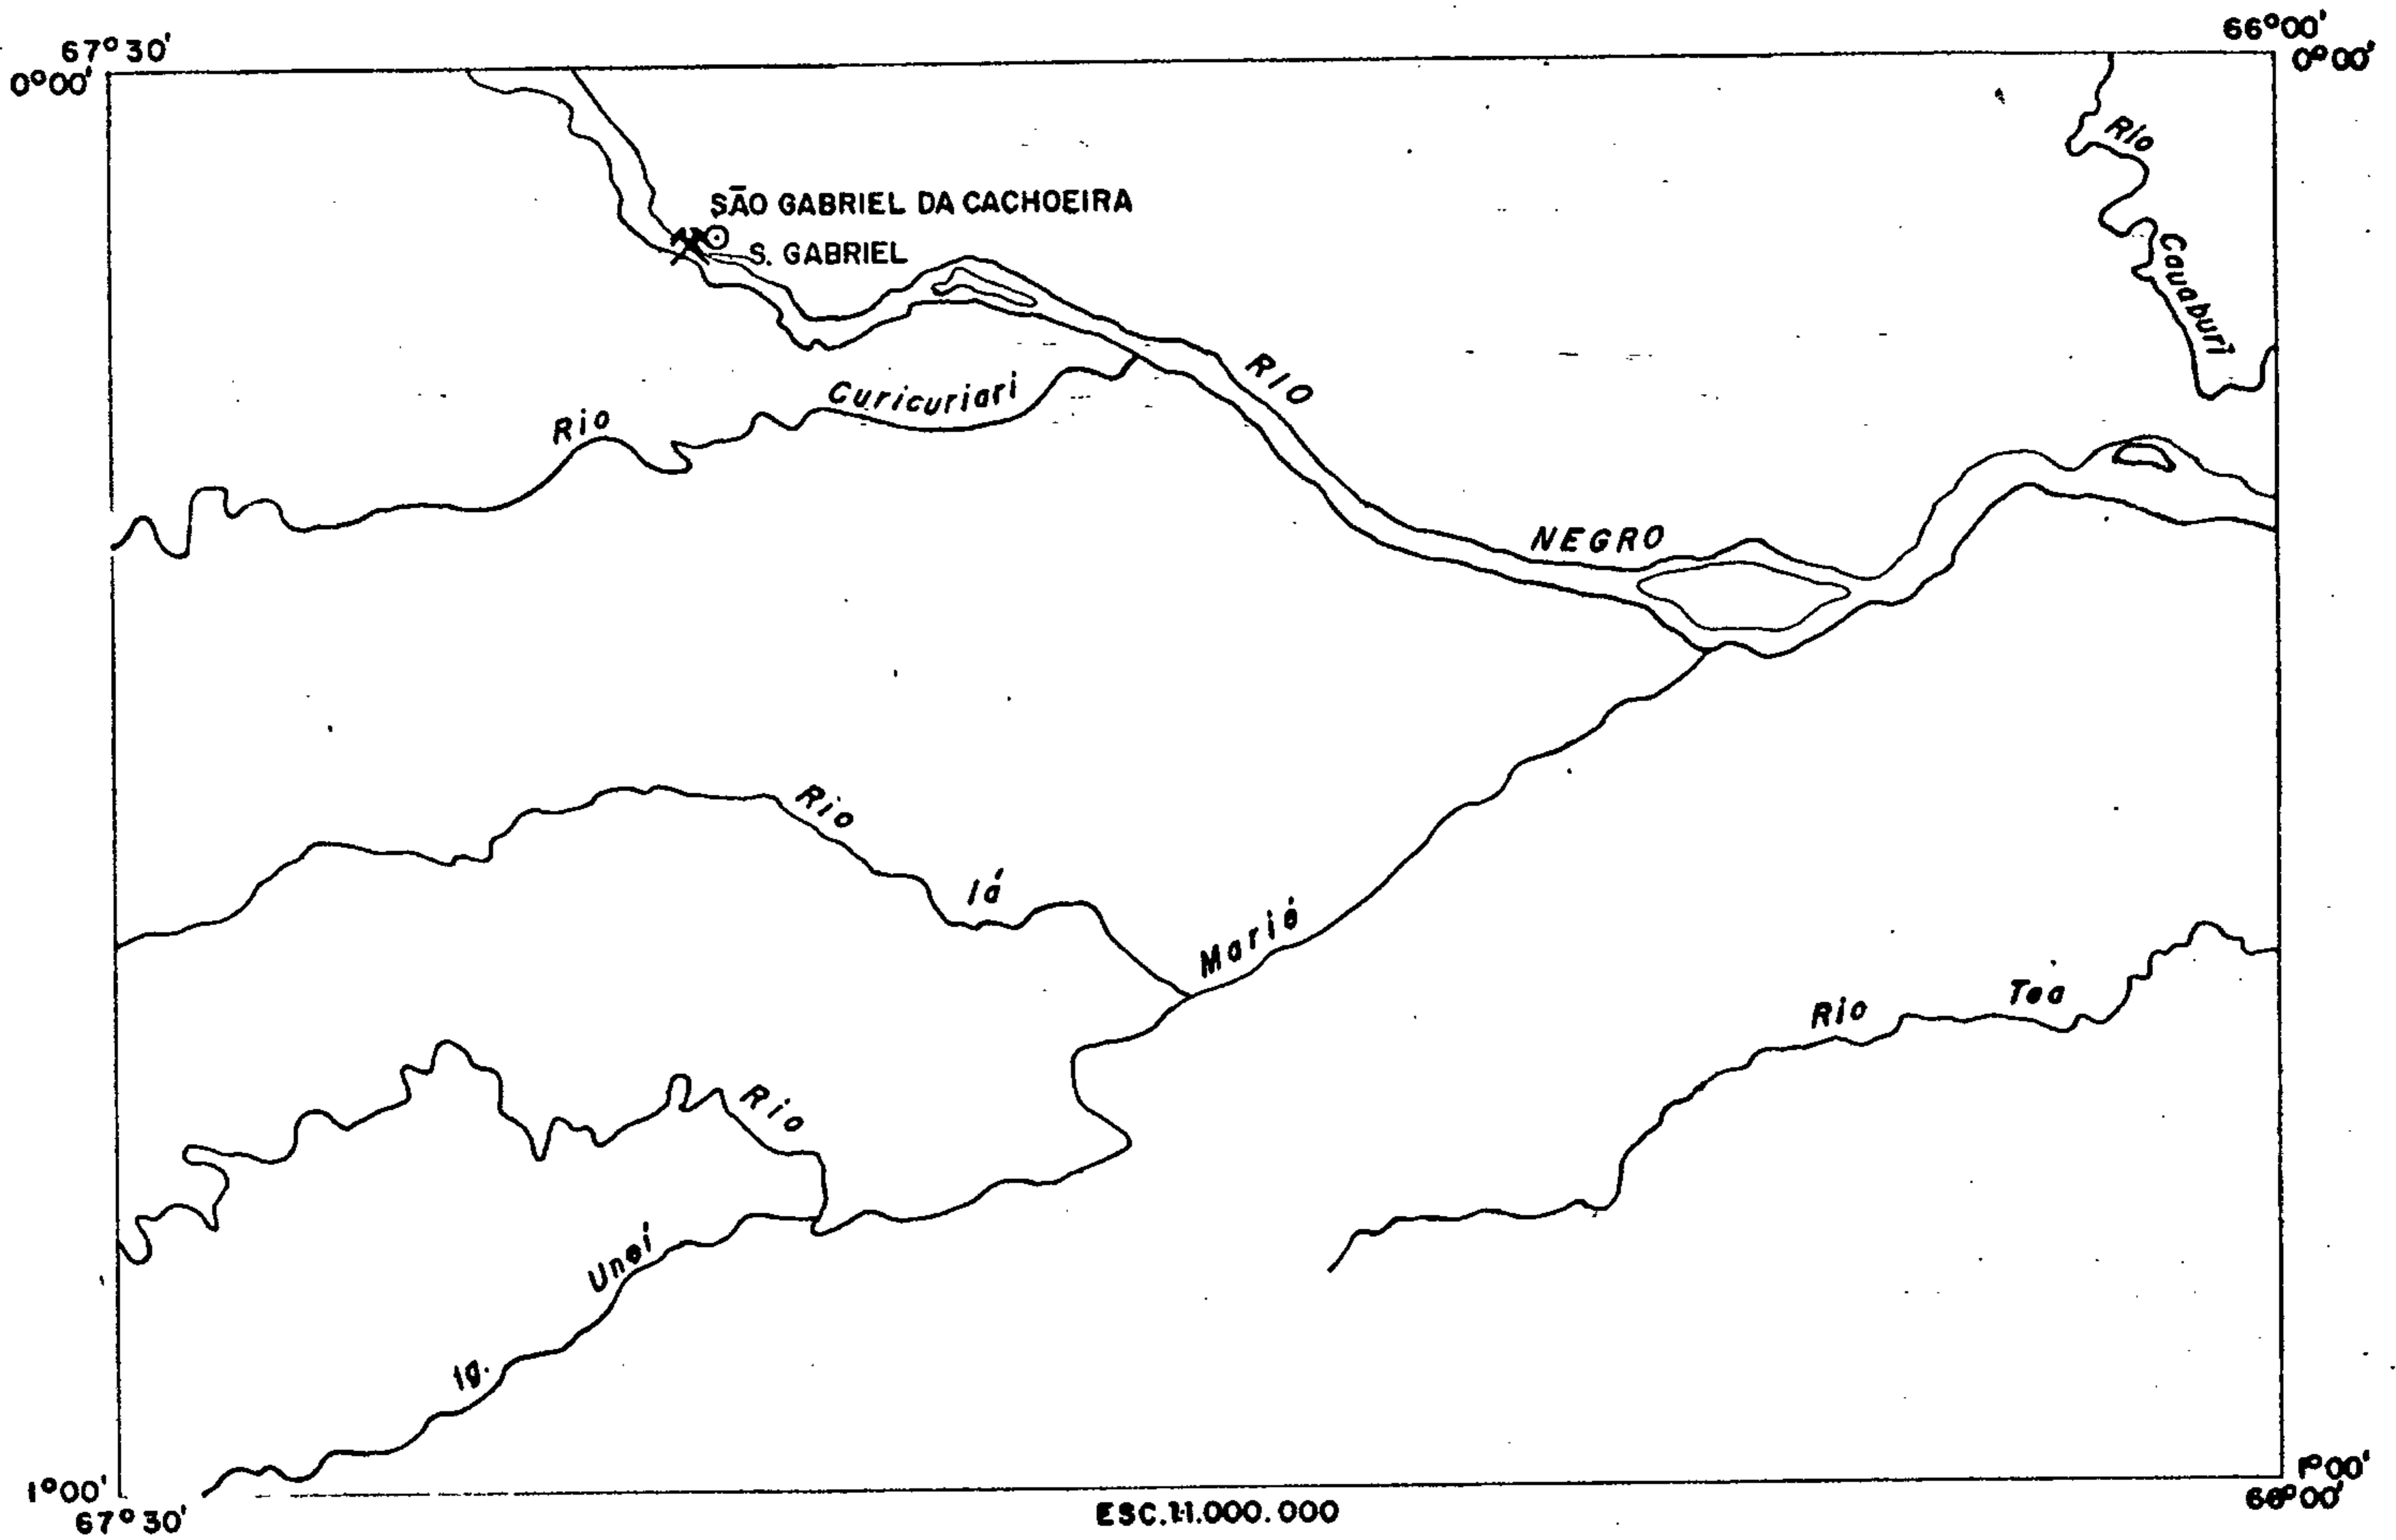 67°30'
66°00'
0°00'
0°00'
Rio
SÃO GABRIEL DA CACHOEIRA
S. GABRIEL
Cauaburi
RIO
Curicuriari
Rio
NEGRO
Rio
Iá
Marié
Tea
Rio
Rio
Unei
Ig.
1°00'
1°00'
67°30'
66°00'
ESC.1:1.000.000